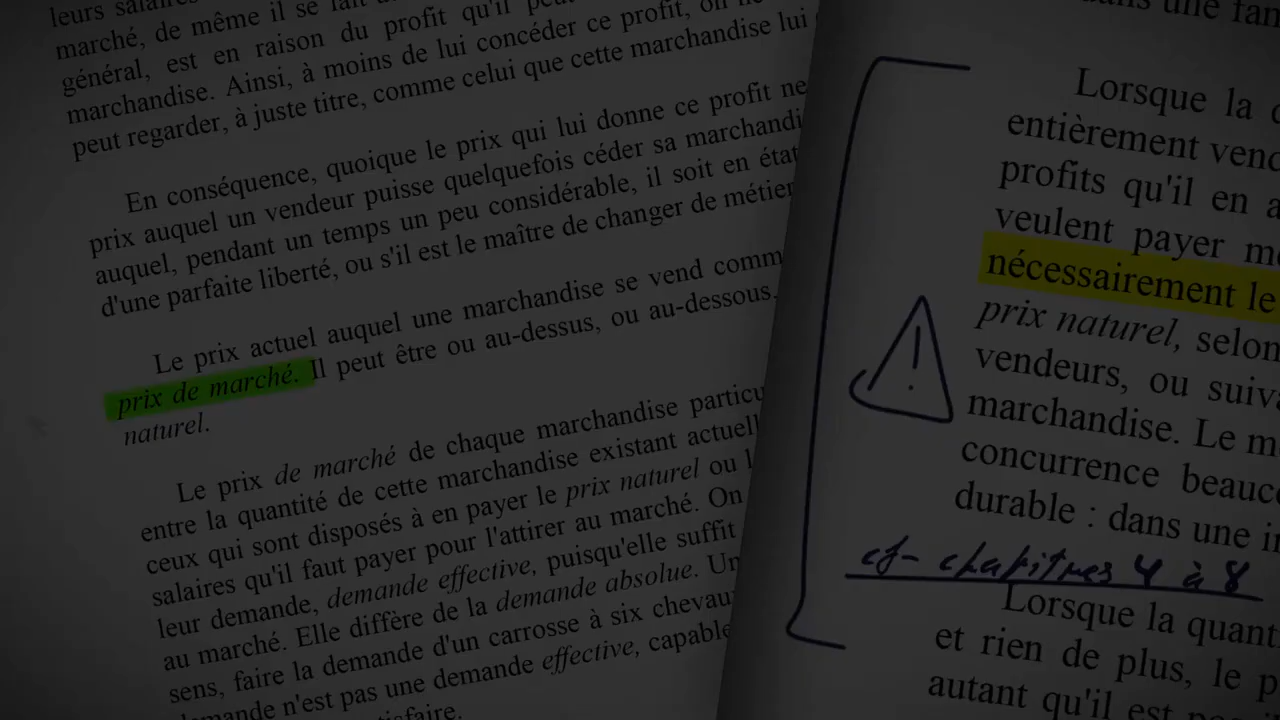 leurs salaires
marché, de même il se fait
général, est en raison du profit qu'il peut
marchandise. Ainsi, à moins de lui concéder ce profit, on ne
peut regarder, à juste titre, comme celui que cette marchandise lui
En conséquence, quoique le prix qui lui donne ce profit ne
prix auquel un vendeur puisse quelquefois céder sa marchandi
auquel, pendant un temps un peu considérable, il soit en état
d'une parfaite liberté, ou s'il est le maître de changer de métier
Le prix actuel auquel une marchandise se vend comm
prix de marché. Il peut être ou au-dessus, ou au-dessous,
naturel.
Le prix de marché de chaque marchandise particu
entre la quantité de cette marchandise existant actuell
ceux qui sont disposés à en payer le prix naturel ou l
salaires qu'il faut payer pour l'attirer au marché. On
leur demande, demande effective, puisqu'elle suffit
au marché. Elle diffère de la demande absolue. Un
sens, faire la demande d'un carrosse à six chevau
demande n'est pas une demande effective, capable
satisfaire.
dans une fam
Lorsque la
entièrement vend
profits qu'il en a
veulent payer m
nécessairement le
prix naturel, selon
vendeurs, ou suiva
marchandise. Le m
concurrence beauco
durable : dans une in
cf - chapitres 4 à 8
Lorsque la quant
et rien de plus, le p
autant qu'il est